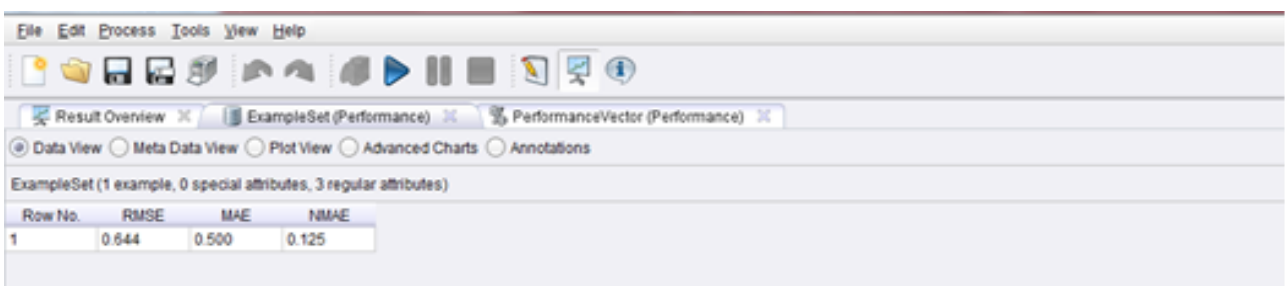 File Edit Process Tools View Help
Result Overview ExampleSet (Performance) PerformanceVector (Performance)
Data View Meta Data View Plot View Advanced Charts Annotations
ExampleSet (1 example, 0 special attributes, 3 regular attributes)
Row No. RMSE MAE NMAE
1 0.644 0.500 0.125